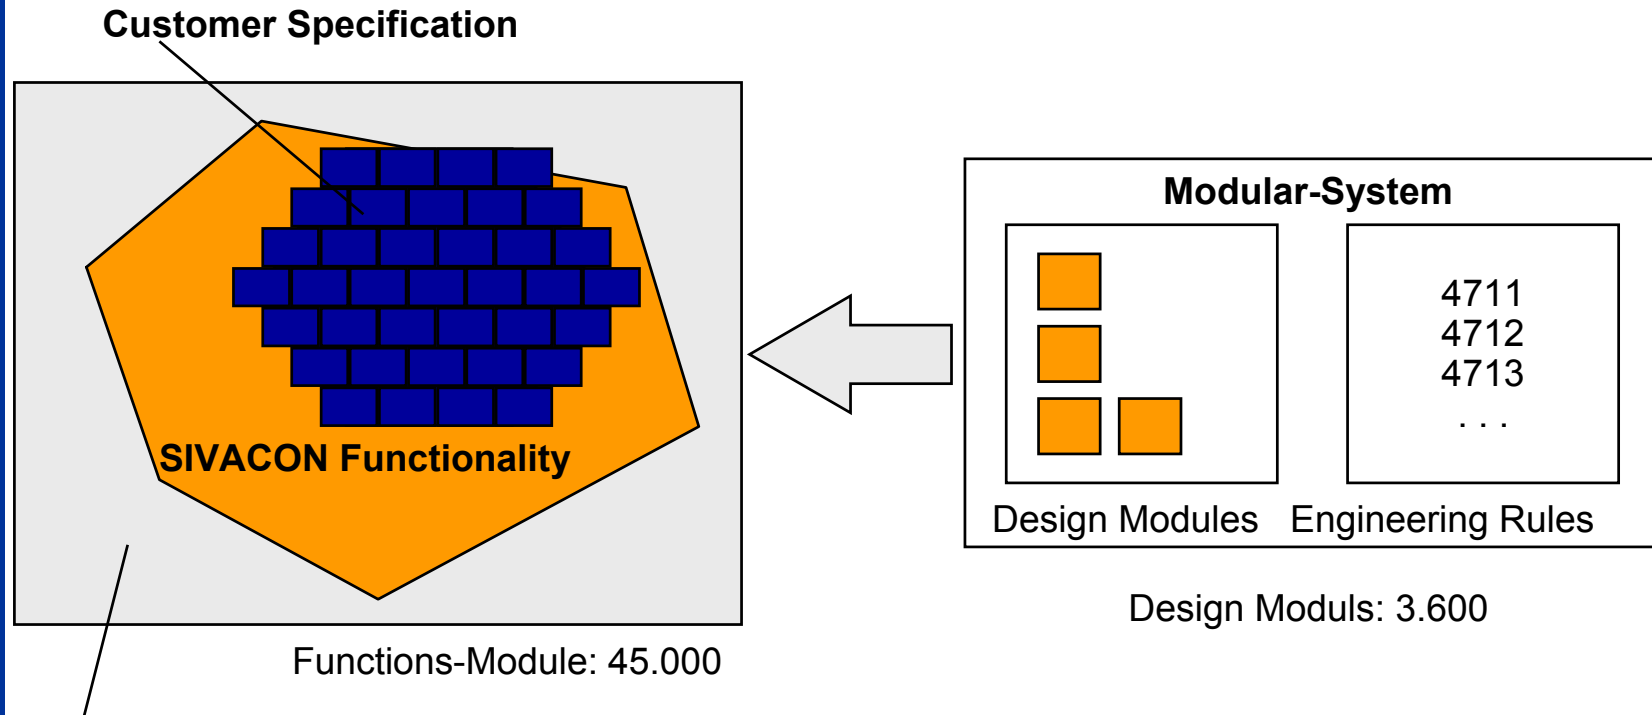 Customer Specification
SIVACON Functionality
Functions-Module: 45.000
Modular-System
4711
4712
4713
. . .
Design Modules
Engineering Rules
Design Moduls: 3.600